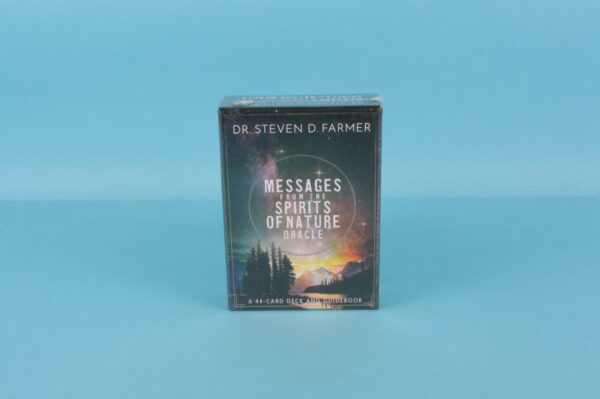 DR. STEVEN D. FARMER
MESSAGES
FROM THE
SPIRITS
OF NATURE
ORACLE
A 44-CARD DECK AND GUIDEBOOK